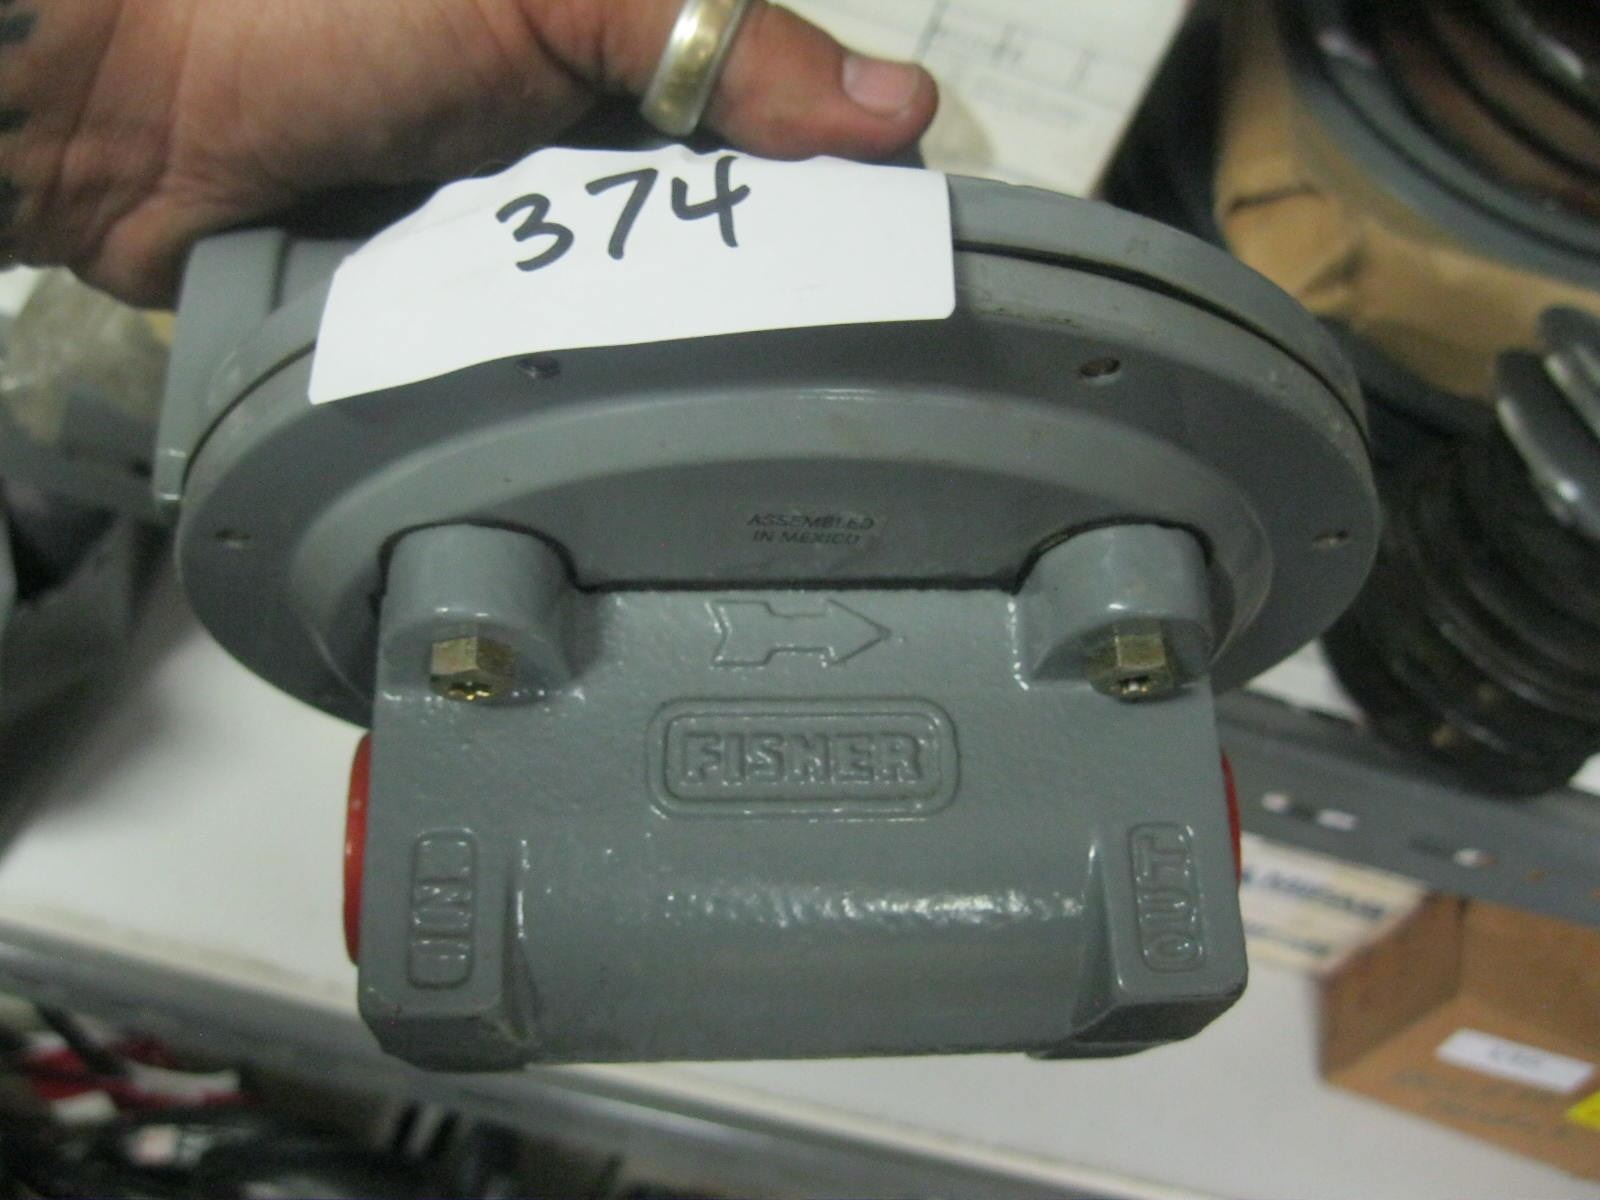 374
ASSEMBLED
IN MEXICO
FISHER
IN
OUT